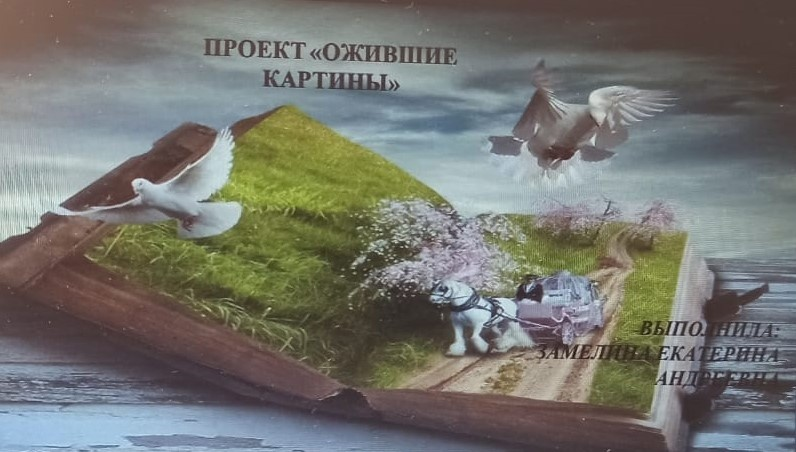 ПРОЕКТ «ОЖИВШИЕ
КАРТИНЫ»
ВЫПОЛНИЛА:
ЗАМЕЛИНА ЕКАТЕРИНА
АНДРЕЕВНА